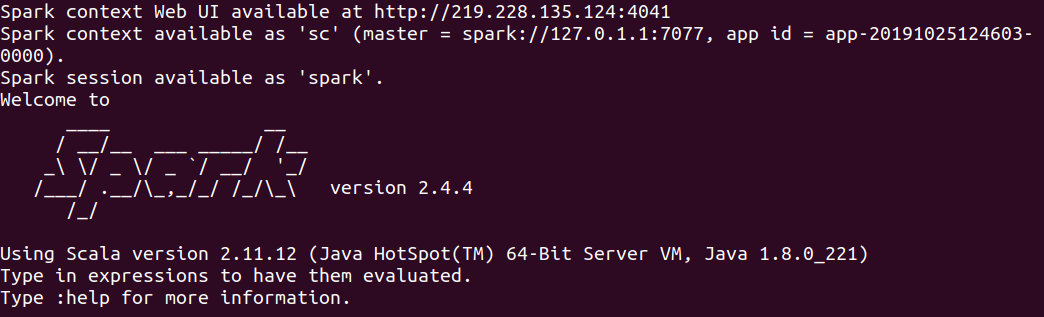 Spark context Web UI available at http://219.228.135.124:4041
Spark context available as 'sc' (master = spark://127.0.1.1:7077, app id = app-20191025124603-
0000).
Spark session available as 'spark'.
Welcome to
      ____              __
     / __/__  ___ _____/ /__
    _\ \/ _ \/ _ `/ __/  '_/
   /___/ .__/\_,_/_/ /_/\_\   version 2.4.4
      /_/
Using Scala version 2.11.12 (Java HotSpot(TM) 64-Bit Server VM, Java 1.8.0_221)
Type in expressions to have them evaluated.
Type :help for more information.